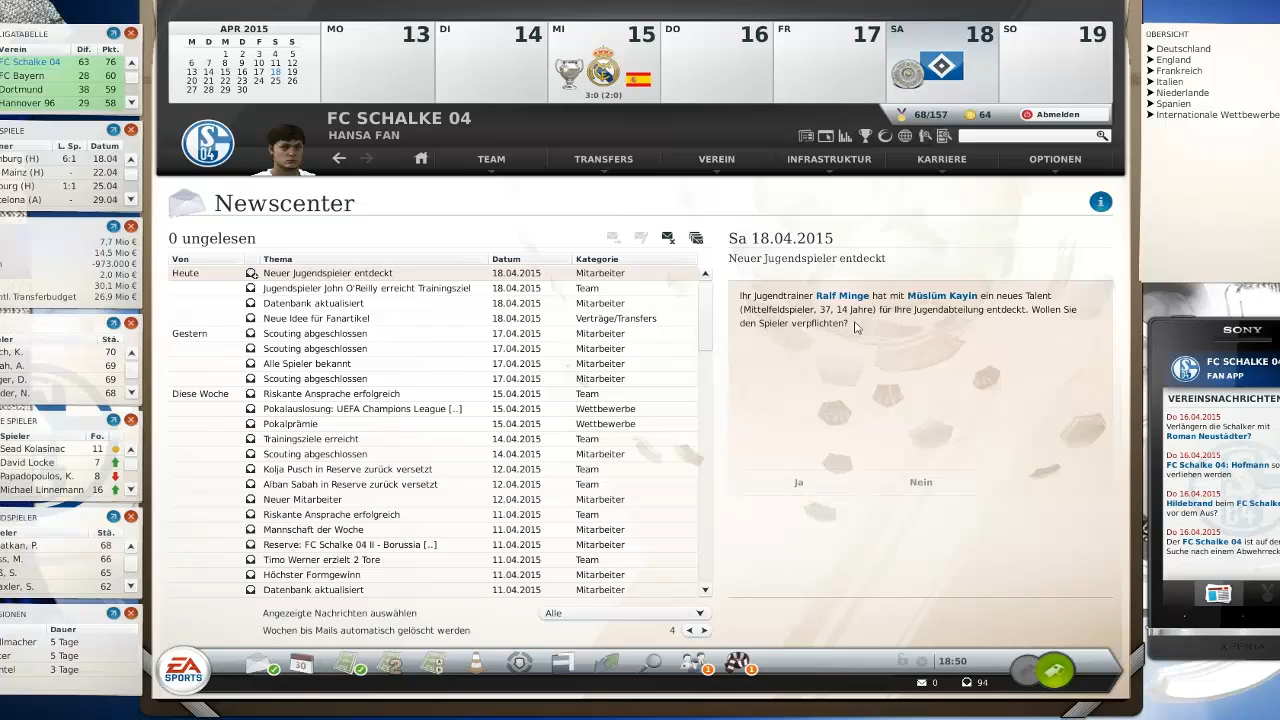 LIGATABELLE
Verein Dif. Pkt.
FC Schalke 04 63 76
FC Bayern 28 60
Dortmund 38 59
Hannover 96 29 58
SPIELE
L. Sp. Datum
(H) 6:1 18.04
Mainz (H) - 22.04
(H) 1:1 25.04
(A) - 29.04
7,7 Mio €
14,5 Mio €
-973.000 €
2,0 Mio €
30,1 Mio €
Transferbudget 26,9 Mio €
Stä.
70
69
69
68
SPIELER
Spieler Fo.
Sead Kolasinac 11
David Locke 7
Papadopoulos, K. 8
Michael Linnemann 16
Stä.
68
66
65
62
Dauer
5 Tage
5 Tage
3 Tage
APR 2015
M D M D F S S
1 2 3 4 5
6 7 8 9 10 11 12
13 14 15 16 17 18 19
20 21 22 23 24 25 26
27 28 29 30
MO 13
DI 14
MI 15
3:0 (2:0)
DO 16
FR 17
SA 18
SO 19
FC SCHALKE 04
HANSA FAN
68/157
64
Abmelden
TEAM
TRANSFERS
VEREIN
INFRASTRUKTUR
KARRIERE
OPTIONEN
Newscenter
0 ungelesen
Von Thema Datum Kategorie
Heute Neuer Jugendspieler entdeckt 18.04.2015 Mitarbeiter
Jugendspieler John O'Reilly erreicht Trainingsziel 18.04.2015 Team
Datenbank aktualisiert 18.04.2015 Mitarbeiter
Neue Idee für Fanartikel 18.04.2015 Verträge/Transfers
Gestern Scouting abgeschlossen 17.04.2015 Mitarbeiter
Scouting abgeschlossen 17.04.2015 Mitarbeiter
Alle Spieler bekannt 17.04.2015 Mitarbeiter
Scouting abgeschlossen 17.04.2015 Mitarbeiter
Diese Woche Riskante Ansprache erfolgreich 15.04.2015 Team
Pokalauslosung: UEFA Champions League [..] 15.04.2015 Wettbewerbe
Pokalprämie 15.04.2015 Wettbewerbe
Trainingsziele erreicht 14.04.2015 Team
Scouting abgeschlossen 14.04.2015 Mitarbeiter
Kolja Pusch in Reserve zurück versetzt 12.04.2015 Team
Alban Sabah in Reserve zurück versetzt 12.04.2015 Team
Neuer Mitarbeiter 12.04.2015 Mitarbeiter
Riskante Ansprache erfolgreich 11.04.2015 Team
Mannschaft der Woche 11.04.2015 Mitarbeiter
Reserve: FC Schalke 04 II - Borussia [..] 11.04.2015 Mitarbeiter
Timo Werner erzielt 2 Tore 11.04.2015 Team
Höchster Formgewinn 11.04.2015 Mitarbeiter
Datenbank aktualisiert 11.04.2015 Mitarbeiter
Angezeigte Nachrichten auswählen Alle
Wochen bis Mails automatisch gelöscht werden 4
Sa 18.04.2015
Neuer Jugendspieler entdeckt
Ihr Jugendtrainer Ralf Minge hat mit Müslüm Kayin ein neues Talent
(Mittelfeldspieler, 37, 14 Jahre) für Ihre Jugendabteilung entdeckt. Wollen Sie
den Spieler verpflichten?
Ja Nein
EA
SPORTS
30
1
1
18:50
0
94
ÜBERSICHT
Deutschland
England
Frankreich
Italien
Niederlande
Spanien
Internationale Wettbewerbe
SONY
FC SCHALKE 04
FAN APP
VEREINSNACHRICHTEN
Do 16.04.2015
Verlängern die Schalker mit
Roman Neustädter?
Do 16.04.2015
FC Schalke 04: Hofmann
verliehen werden
Do 16.04.2015
Hildebrand beim FC Schalke
vor dem Aus?
Do 16.04.2015
Der FC Schalke 04 ist auf der
Suche nach einem
XPERIA